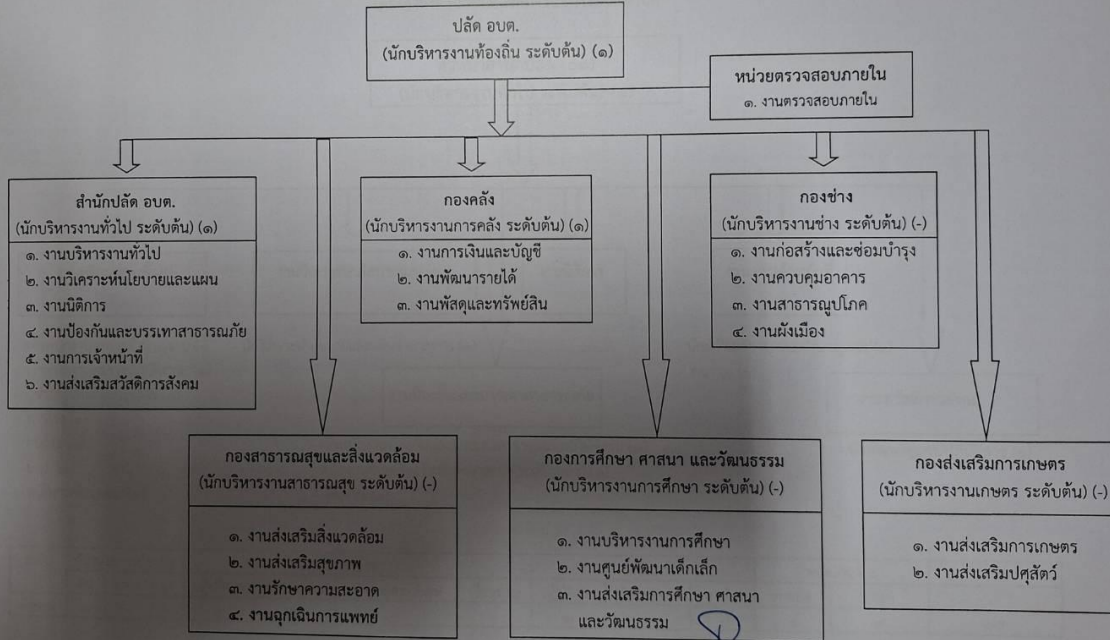 ปลัด อบต.
(นักบริหารงานท้องถิ่น ระดับต้น) (๑)
หน่วยตรวจสอบภายใน
๑. งานตรวจสอบภายใน
สำนักปลัด อบต.
(นักบริหารงานทั่วไป ระดับต้น) (๑)
๑. งานบริหารงานทั่วไป
๒. งานวิเคราะห์นโยบายและแผน
๓. งานนิติการ
๔. งานป้องกันและบรรเทาสาธารณภัย
๕. งานการเจ้าหน้าที่
๖. งานส่งเสริมสวัสดิการสังคม
กองคลัง
(นักบริหารงานการคลัง ระดับต้น) (๑)
๑. งานการเงินและบัญชี
๒. งานพัฒนารายได้
๓. งานพัสดุและทรัพย์สิน
กองช่าง
(นักบริหารงานช่าง ระดับต้น) (-)
๑. งานก่อสร้างและซ่อมบำรุง
๒. งานควบคุมอาคาร
๓. งานสาธารณูปโภค
๔. งานผังเมือง
กองสาธารณสุขและสิ่งแวดล้อม
(นักบริหารงานสาธารณสุข ระดับต้น) (-)
๑. งานส่งเสริมสิ่งแวดล้อม
๒. งานส่งเสริมสุขภาพ
๓. งานรักษาความสะอาด
๔. งานฉุกเฉินการแพทย์
กองการศึกษา ศาสนา และวัฒนธรรม
(นักบริหารงานการศึกษา ระดับต้น) (-)
๑. งานบริหารงานการศึกษา
๒. งานศูนย์พัฒนาเด็กเล็ก
๓. งานส่งเสริมการศึกษา ศาสนา
และวัฒนธรรม
กองส่งเสริมการเกษตร
(นักบริหารงานเกษตร ระดับต้น) (-)
๑. งานส่งเสริมการเกษตร
๒. งานส่งเสริมปศุสัตว์